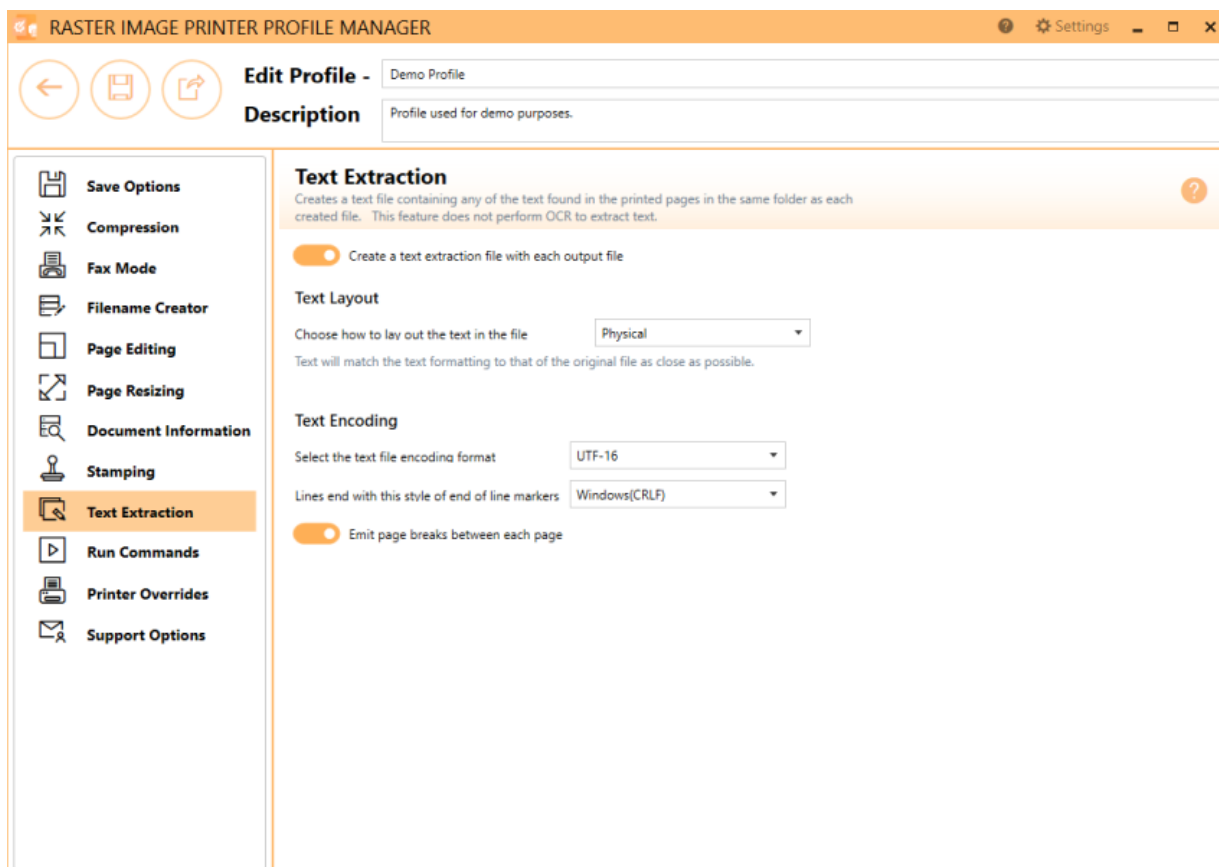 RASTER IMAGE PRINTER PROFILE MANAGER
Settings
Edit Profile - Demo Profile
Description Profile used for demo purposes.
Save Options
Compression
Fax Mode
Filename Creator
Page Editing
Page Resizing
Document Information
Stamping
Text Extraction
Run Commands
Printer Overrides
Support Options
Text Extraction
Creates a text file containing any of the text found in the printed pages in the same folder as each
created file. This feature does not perform OCR to extract text.
Create a text extraction file with each output file
Text Layout
Choose how to lay out the text in the file Physical
Text will match the text formatting to that of the original file as close as possible.
Text Encoding
Select the text file encoding format UTF-16
Lines end with this style of end of line markers Windows(CRLF)
Emit page breaks between each page